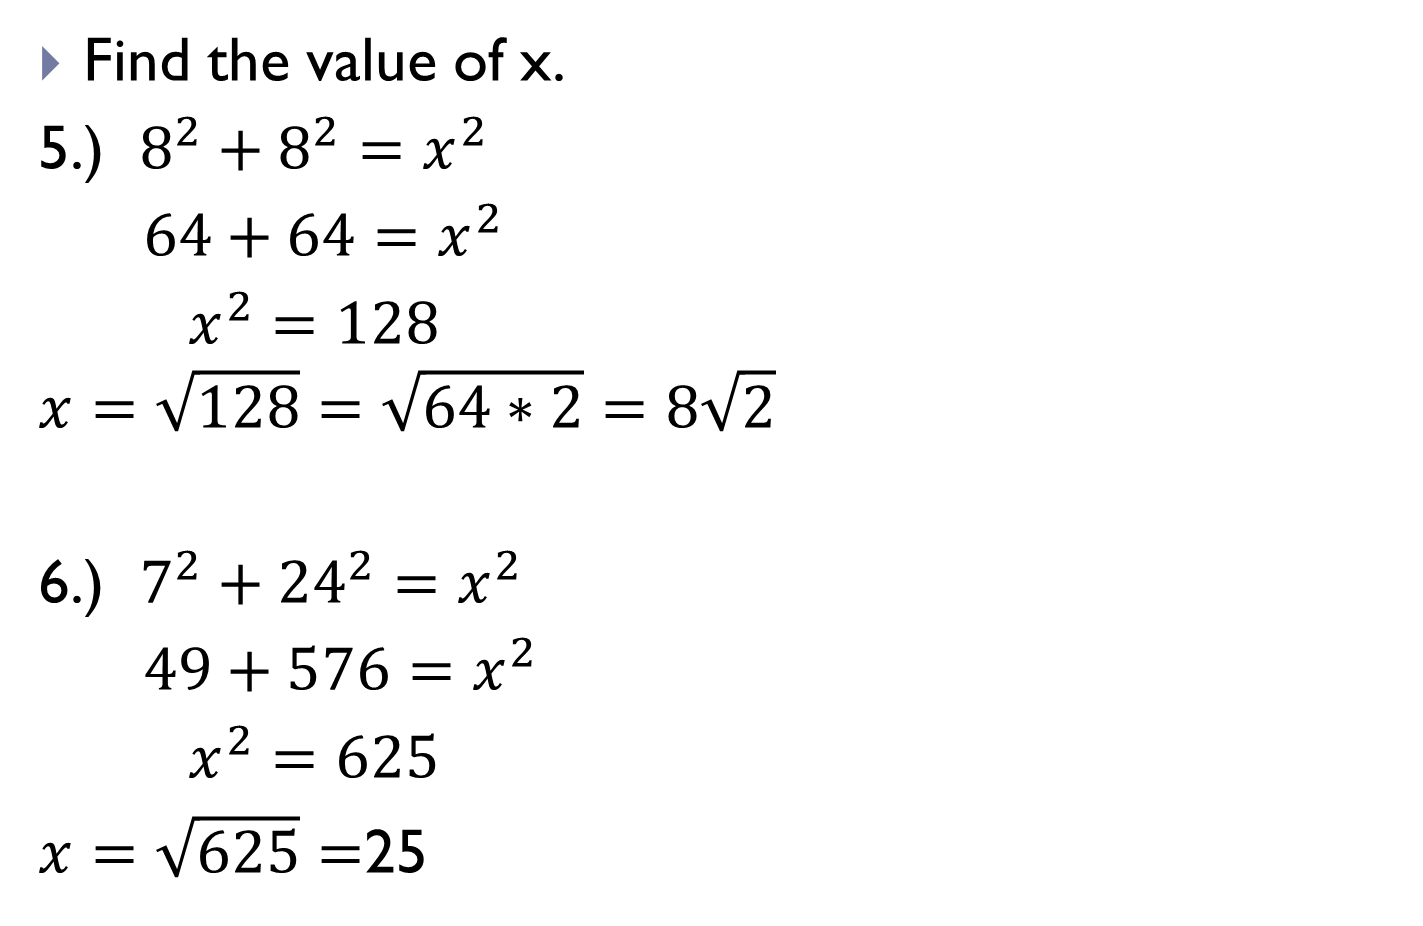 Find the value of x.
5.) 8² + 8² = x²
64 + 64 = x²
x² = 128
x = √128 = √64 * 2 = 8√2
6.) 7² + 24² = x²
49 + 576 = x²
x² = 625
x = √625 =25